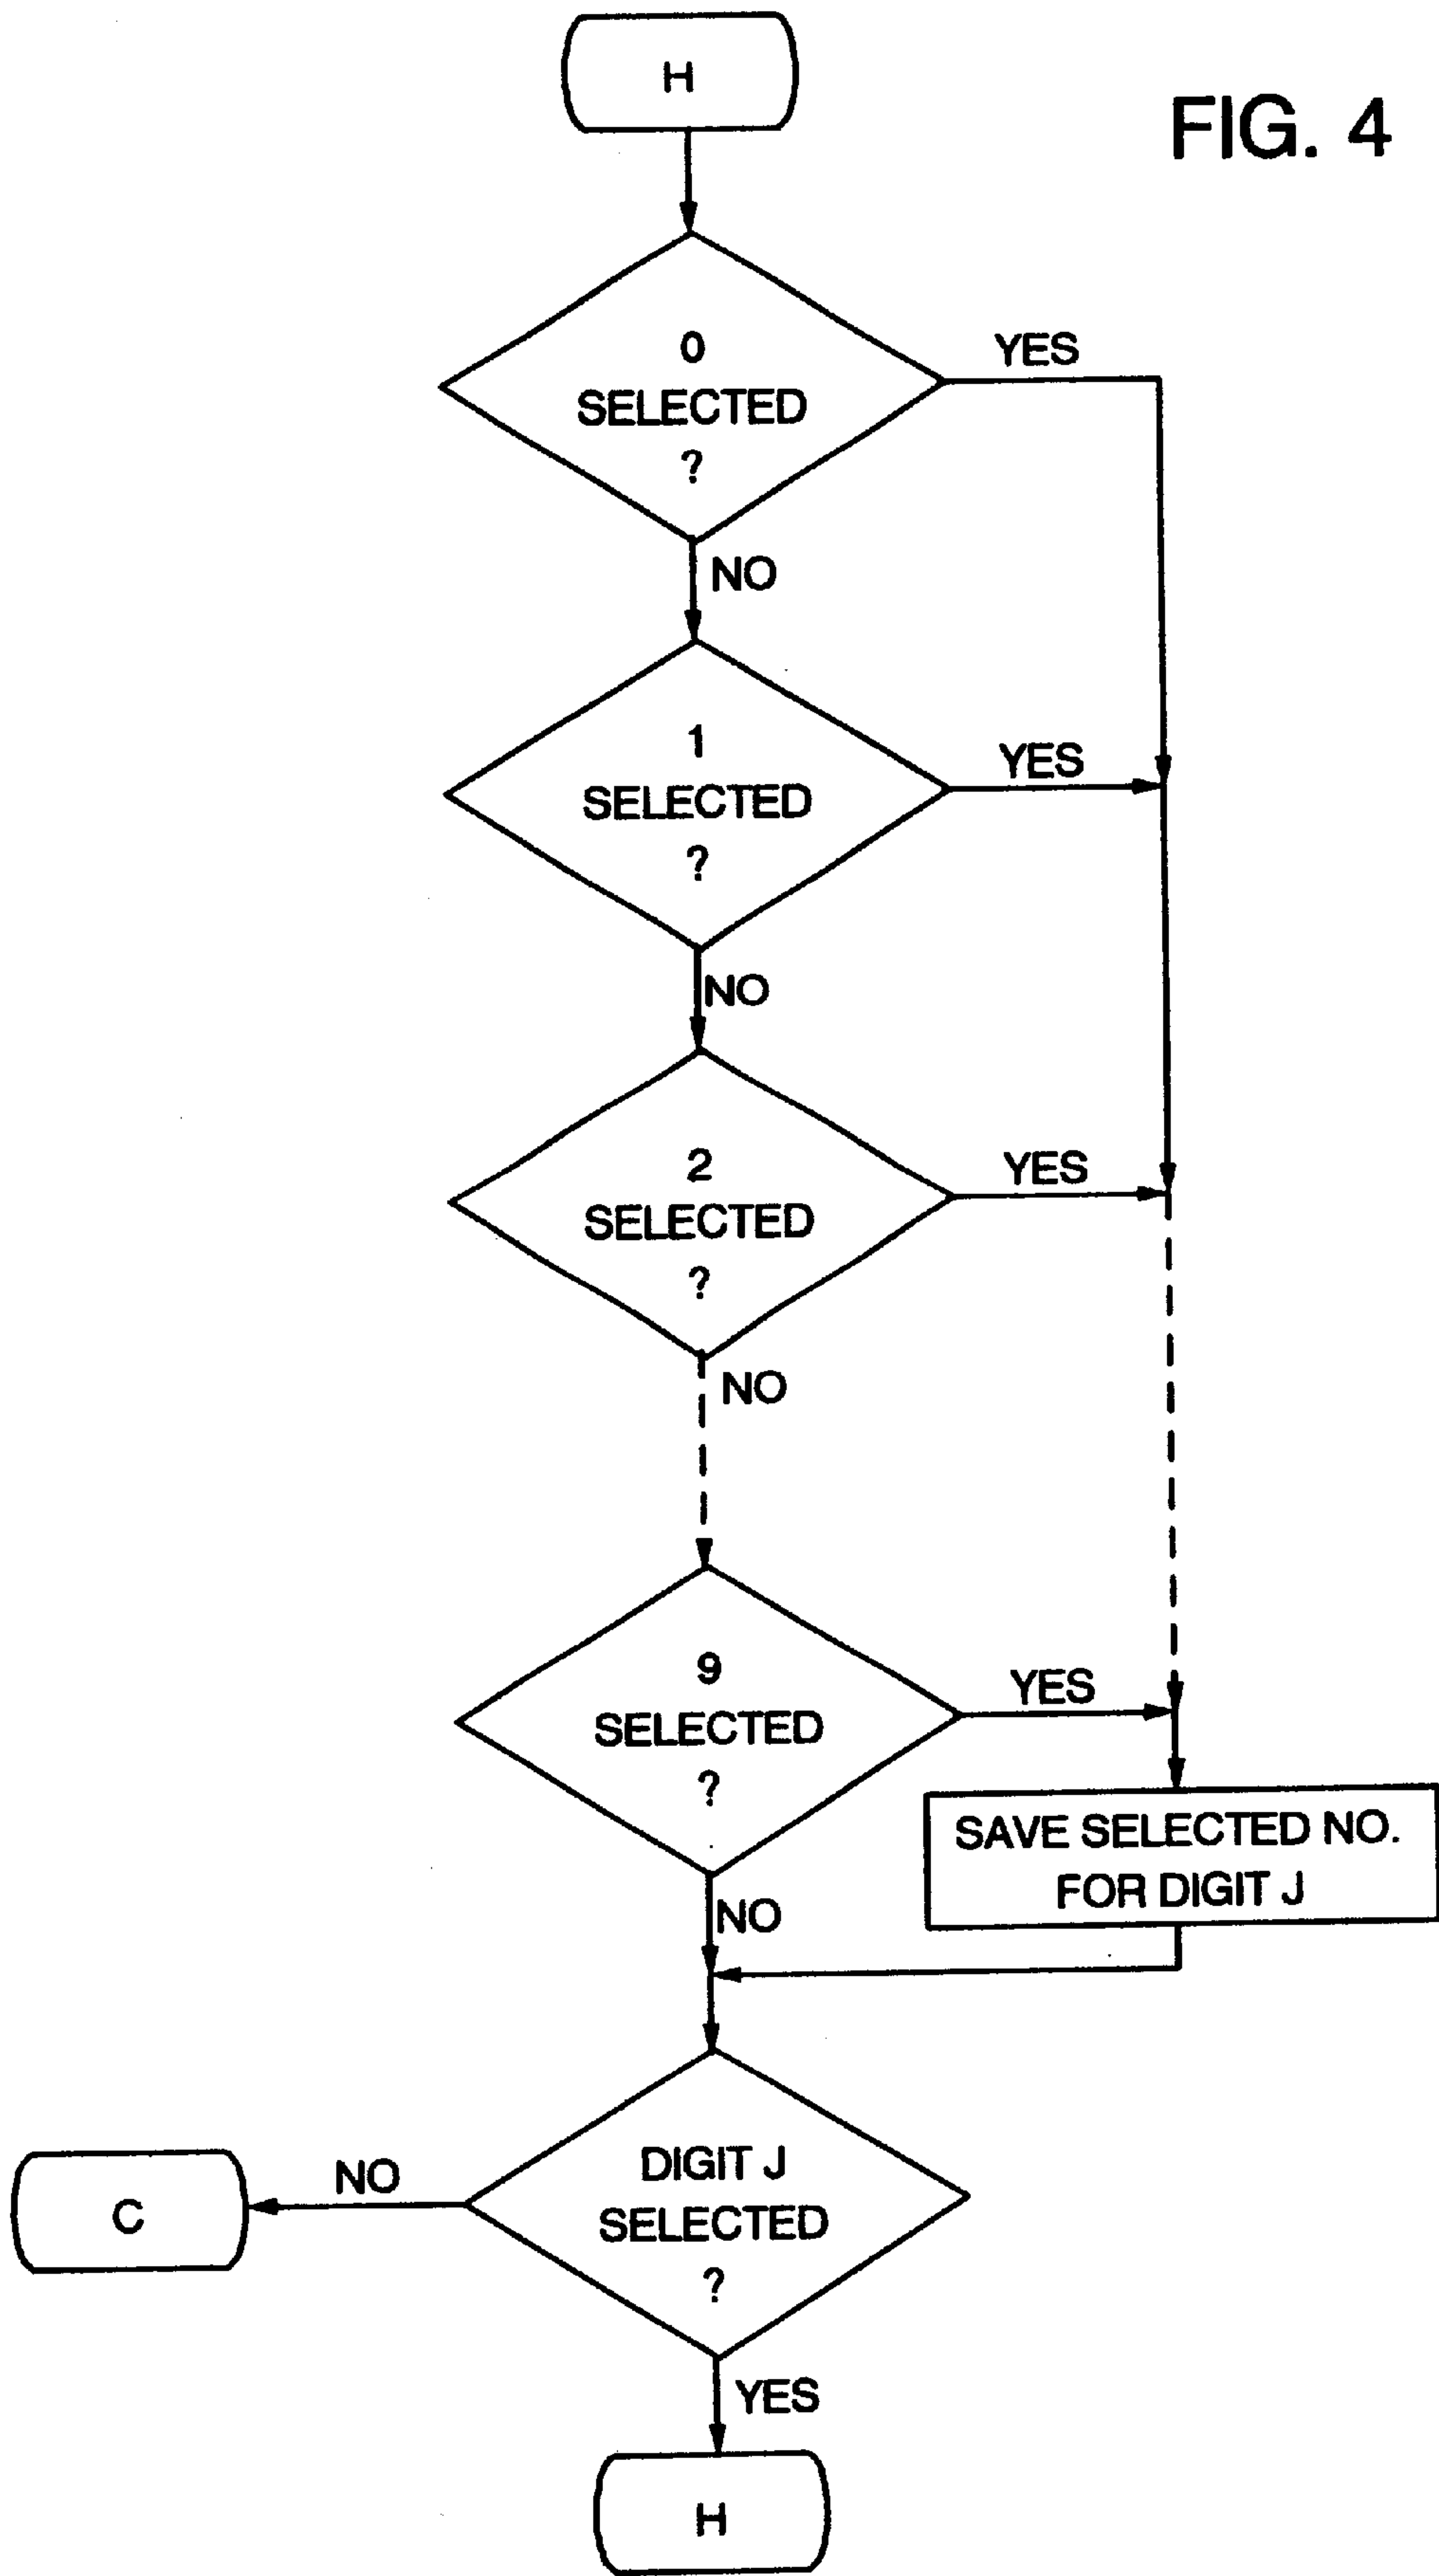 H
FIG. 4
0
SELECTED
?
YES
NO
1
SELECTED
?
YES
NO
2
SELECTED
?
YES
NO
9
SELECTED
?
YES
SAVE SELECTED NO.
FOR DIGIT J
NO
DIGIT J
SELECTED
?
NO
C
YES
H